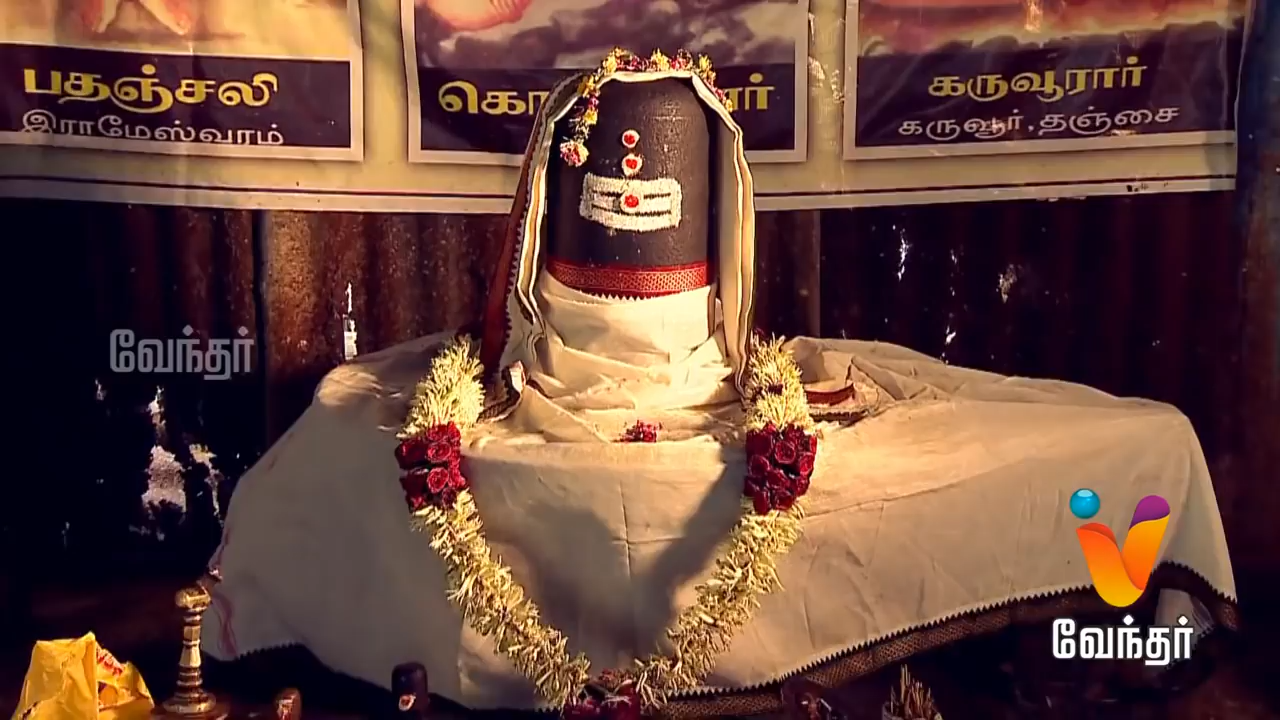 பதஞ்சலி
இராமேஸ்வரம்
கருவூரார்
கருவூர்,தஞ்சை
வேந்தர்
வேந்தர்